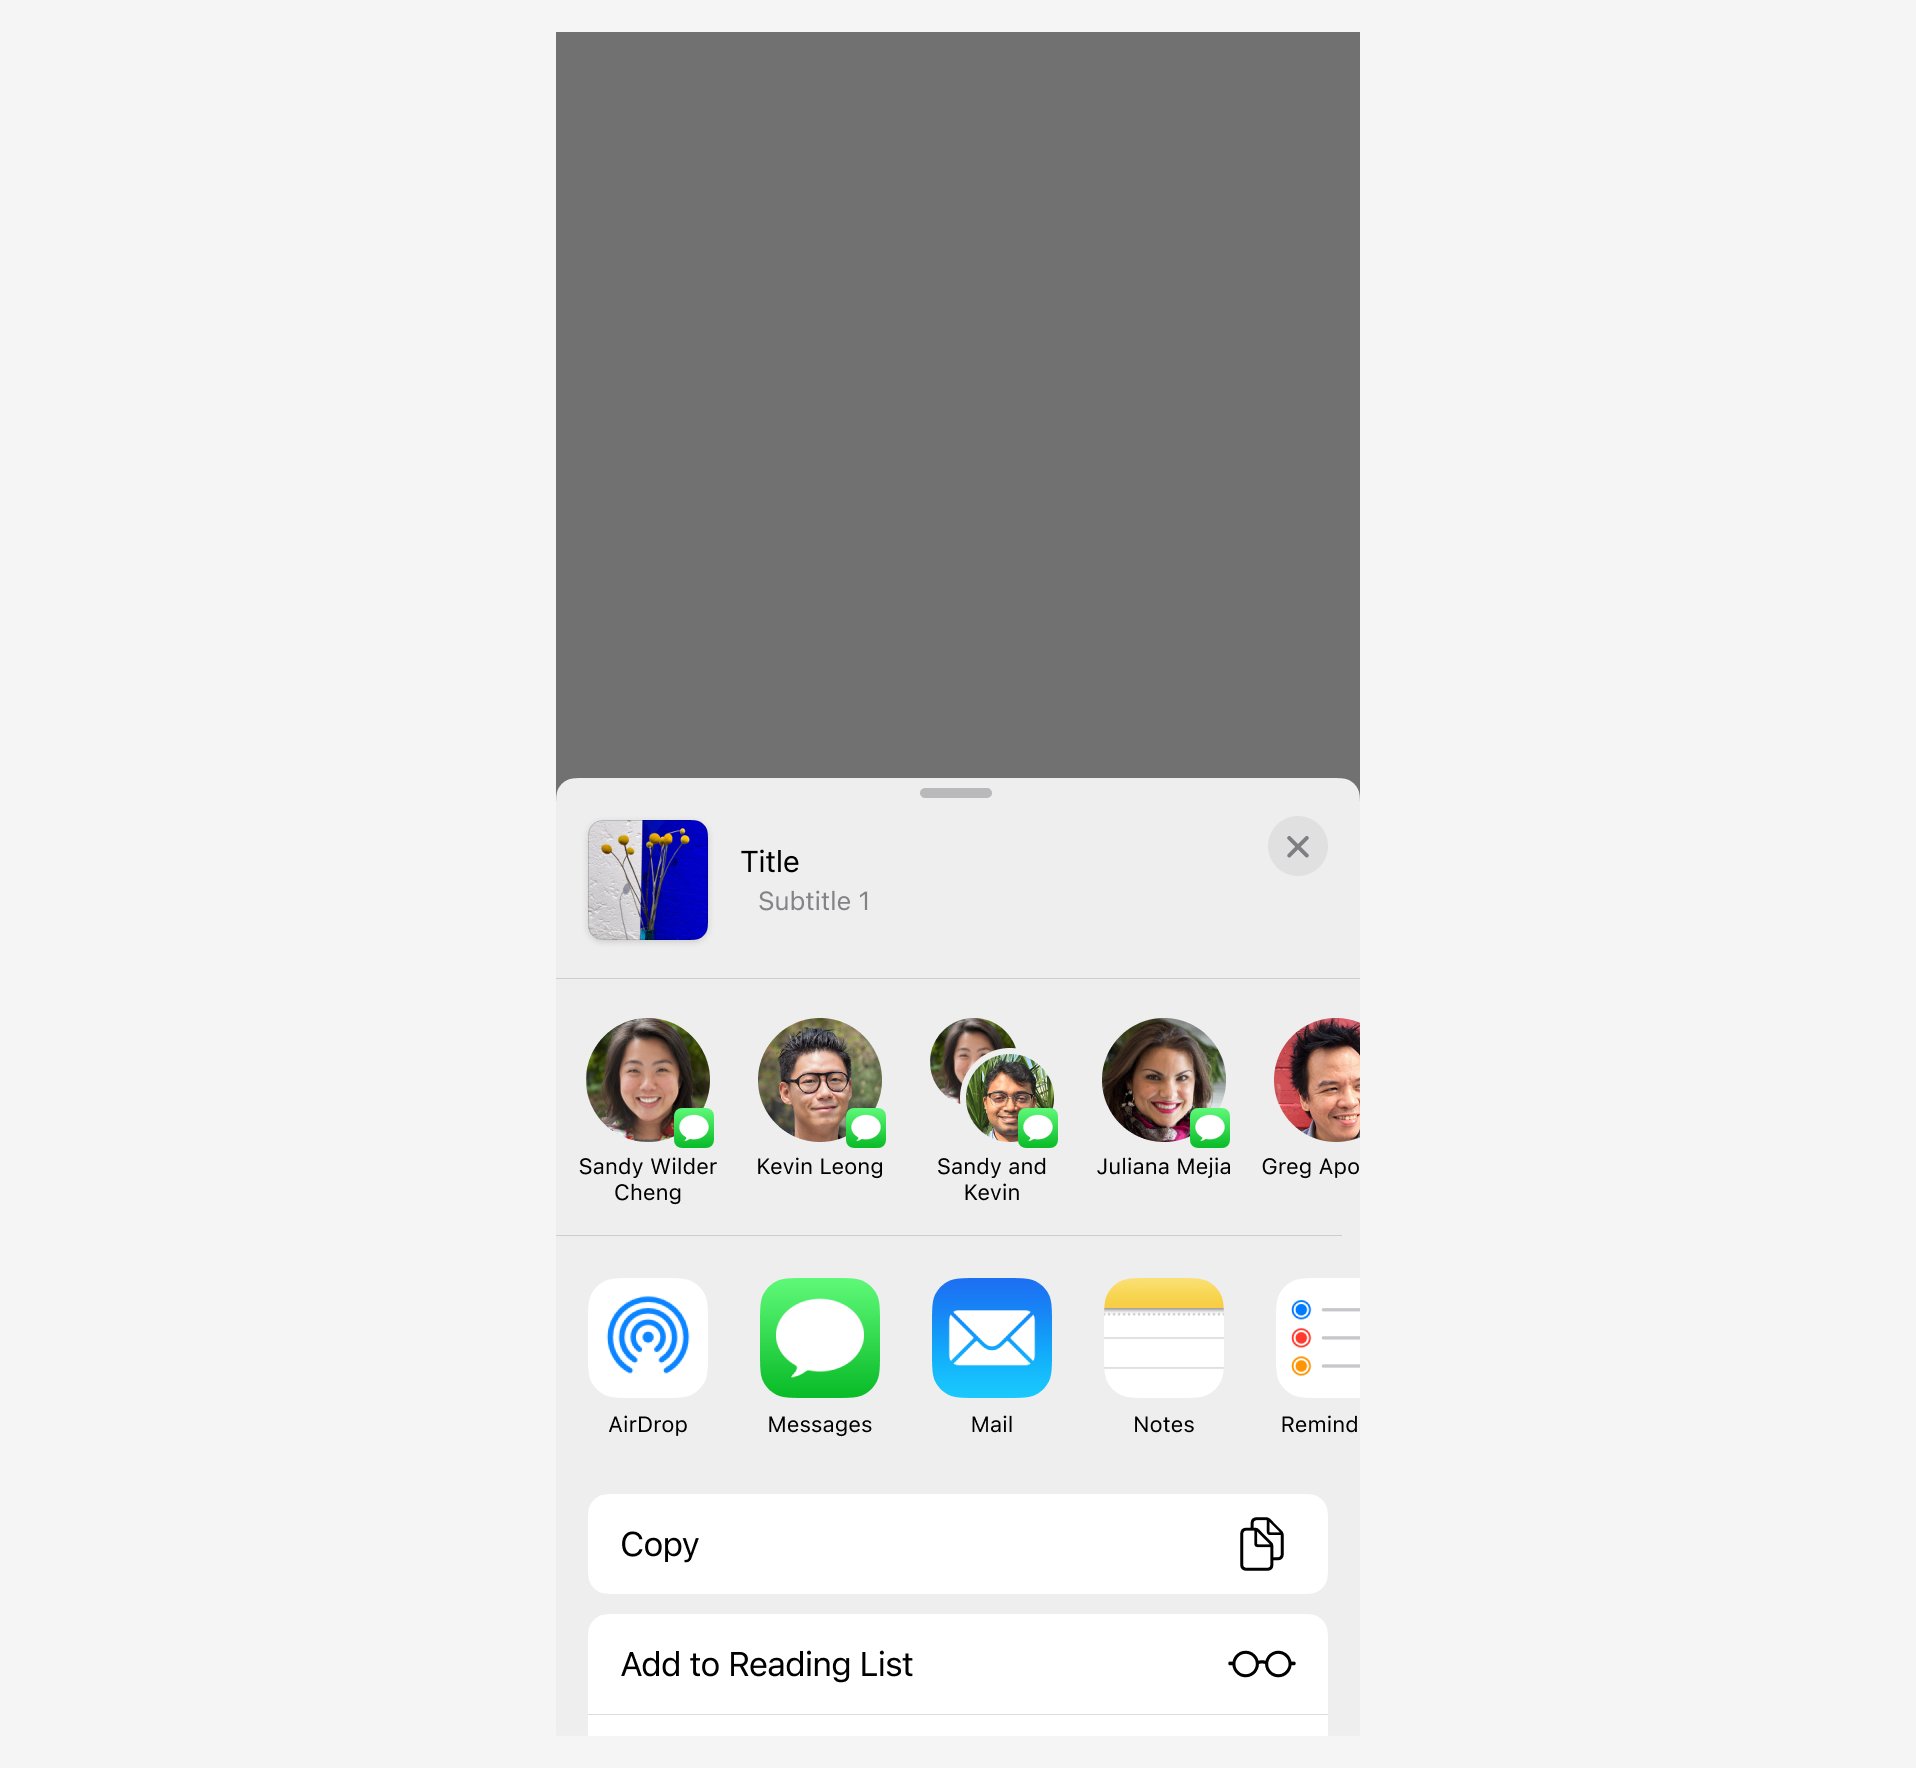 Title
Subtitle 1
Sandy Wilder
Cheng
Kevin Leong
Sandy and
Kevin
Juliana Mejia
Greg Apo
AirDrop
Messages
Mail
Notes
Remind
Copy
Add to Reading List